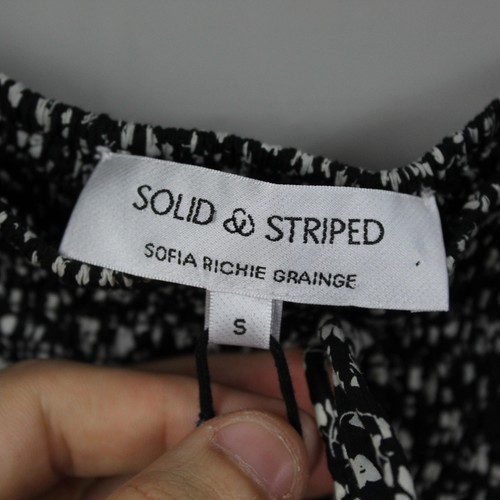 SOLID & STRIPED
SOFIA RICHIE GRAINGE
S